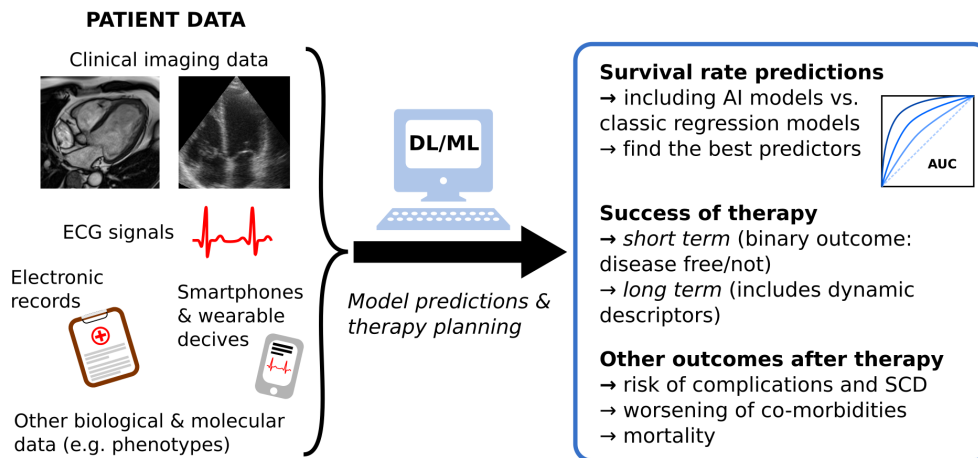 PATIENT DATA
Clinical imaging data
ECG signals
Electronic
records
Smartphones
& wearable
decives
Other biological & molecular
data (e.g. phenotypes)
DL/ML
Model predictions &
therapy planning
Survival rate predictions
→ including AI models vs.
classic regression models
→ find the best predictors
AUC
Success of therapy
→ short term (binary outcome:
disease free/not)
→ long term (includes dynamic
descriptors)
Other outcomes after therapy
→ risk of complications and SCD
→ worsening of co-morbidities
→ mortality